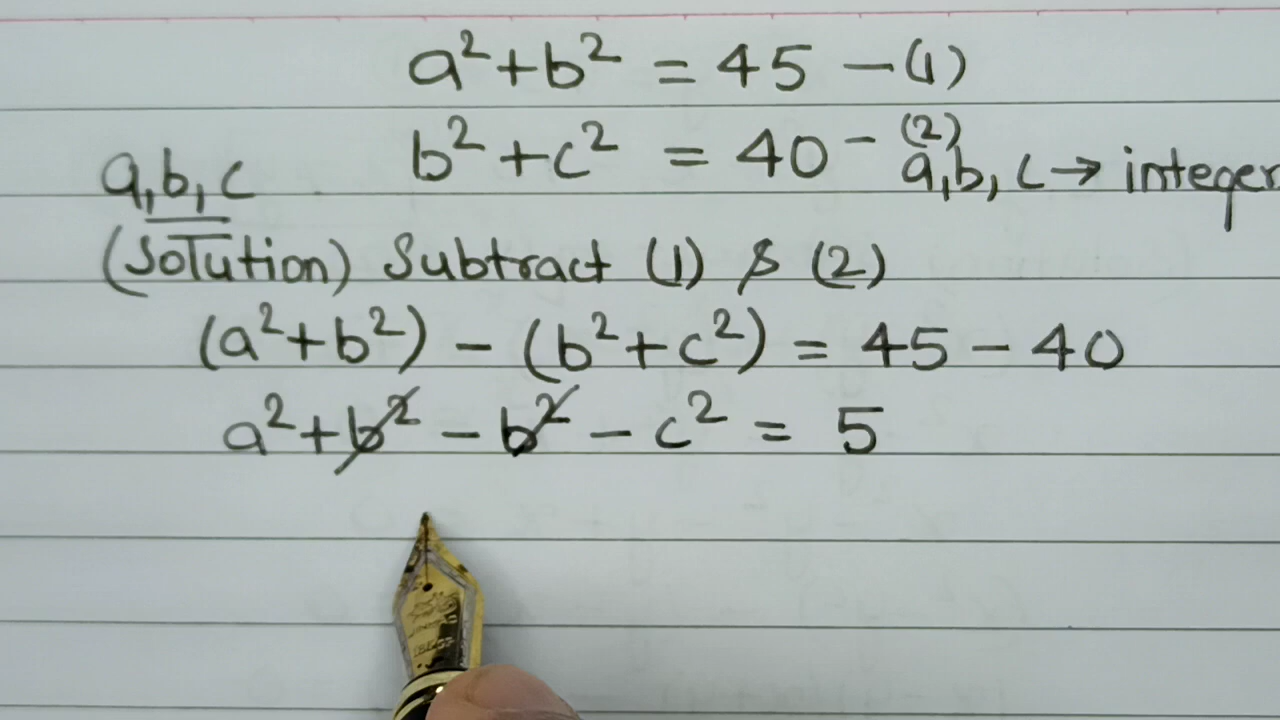 a²+b² = 45 —(1)
b²+c² = 40 - (2)
a,b,c a,b,c → integer
(Solution) Subtract (1) & (2)
(a²+b²) - (b²+c²) = 45 - 40
a²+b² - b² - c² = 5